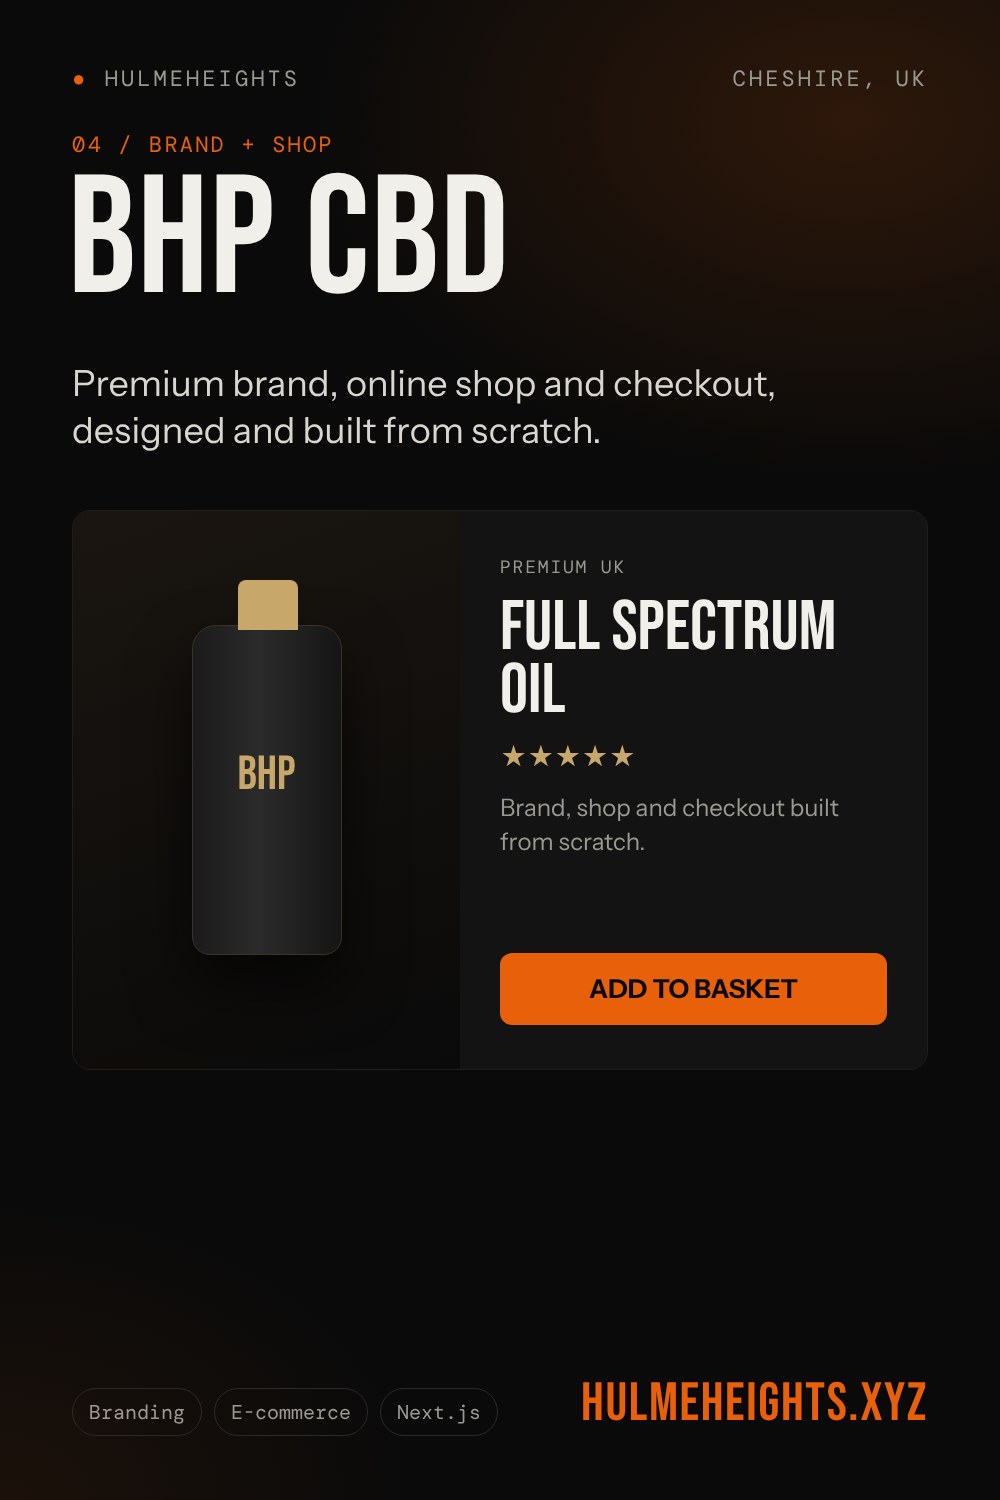 HULMEHEIGHTS
CHESHIRE, UK
04 / BRAND + SHOP
BHP CBD
Premium brand, online shop and checkout,
designed and built from scratch.
BHP
PREMIUM UK
FULL SPECTRUM
OIL
★★★★★
Brand, shop and checkout built
from scratch.
ADD TO BASKET
Branding
E-commerce
Next.js
HULMEHEIGHTS.XYZ